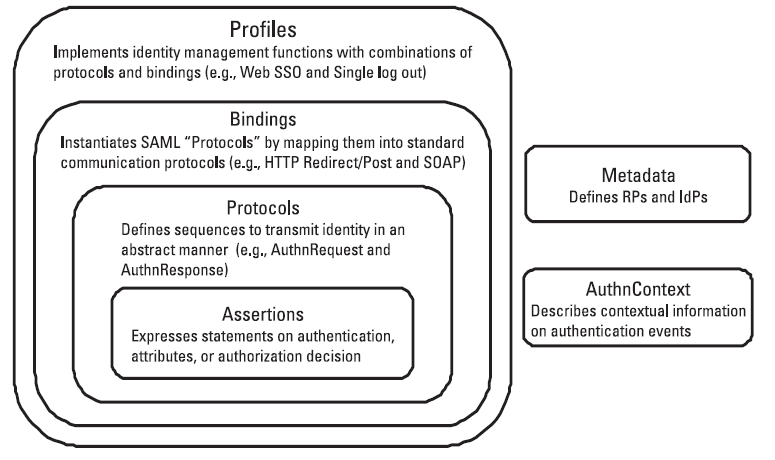 Profiles
Implements identity management functions with combinations of
protocols and bindings (e.g., Web SSO and Single log out)
Bindings
Instantiates SAML “Protocols” by mapping them into standard
communication protocols (e.g., HTTP Redirect/Post and SOAP)
Protocols
Defines sequences to transmit identity in an
abstract manner (e.g., AuthnRequest and
AuthnResponse)
Assertions
Expresses statements on authentication,
attributes, or authorization decision
Metadata
Defines RPs and IdPs
AuthnContext
Describes contextual information
on authentication events